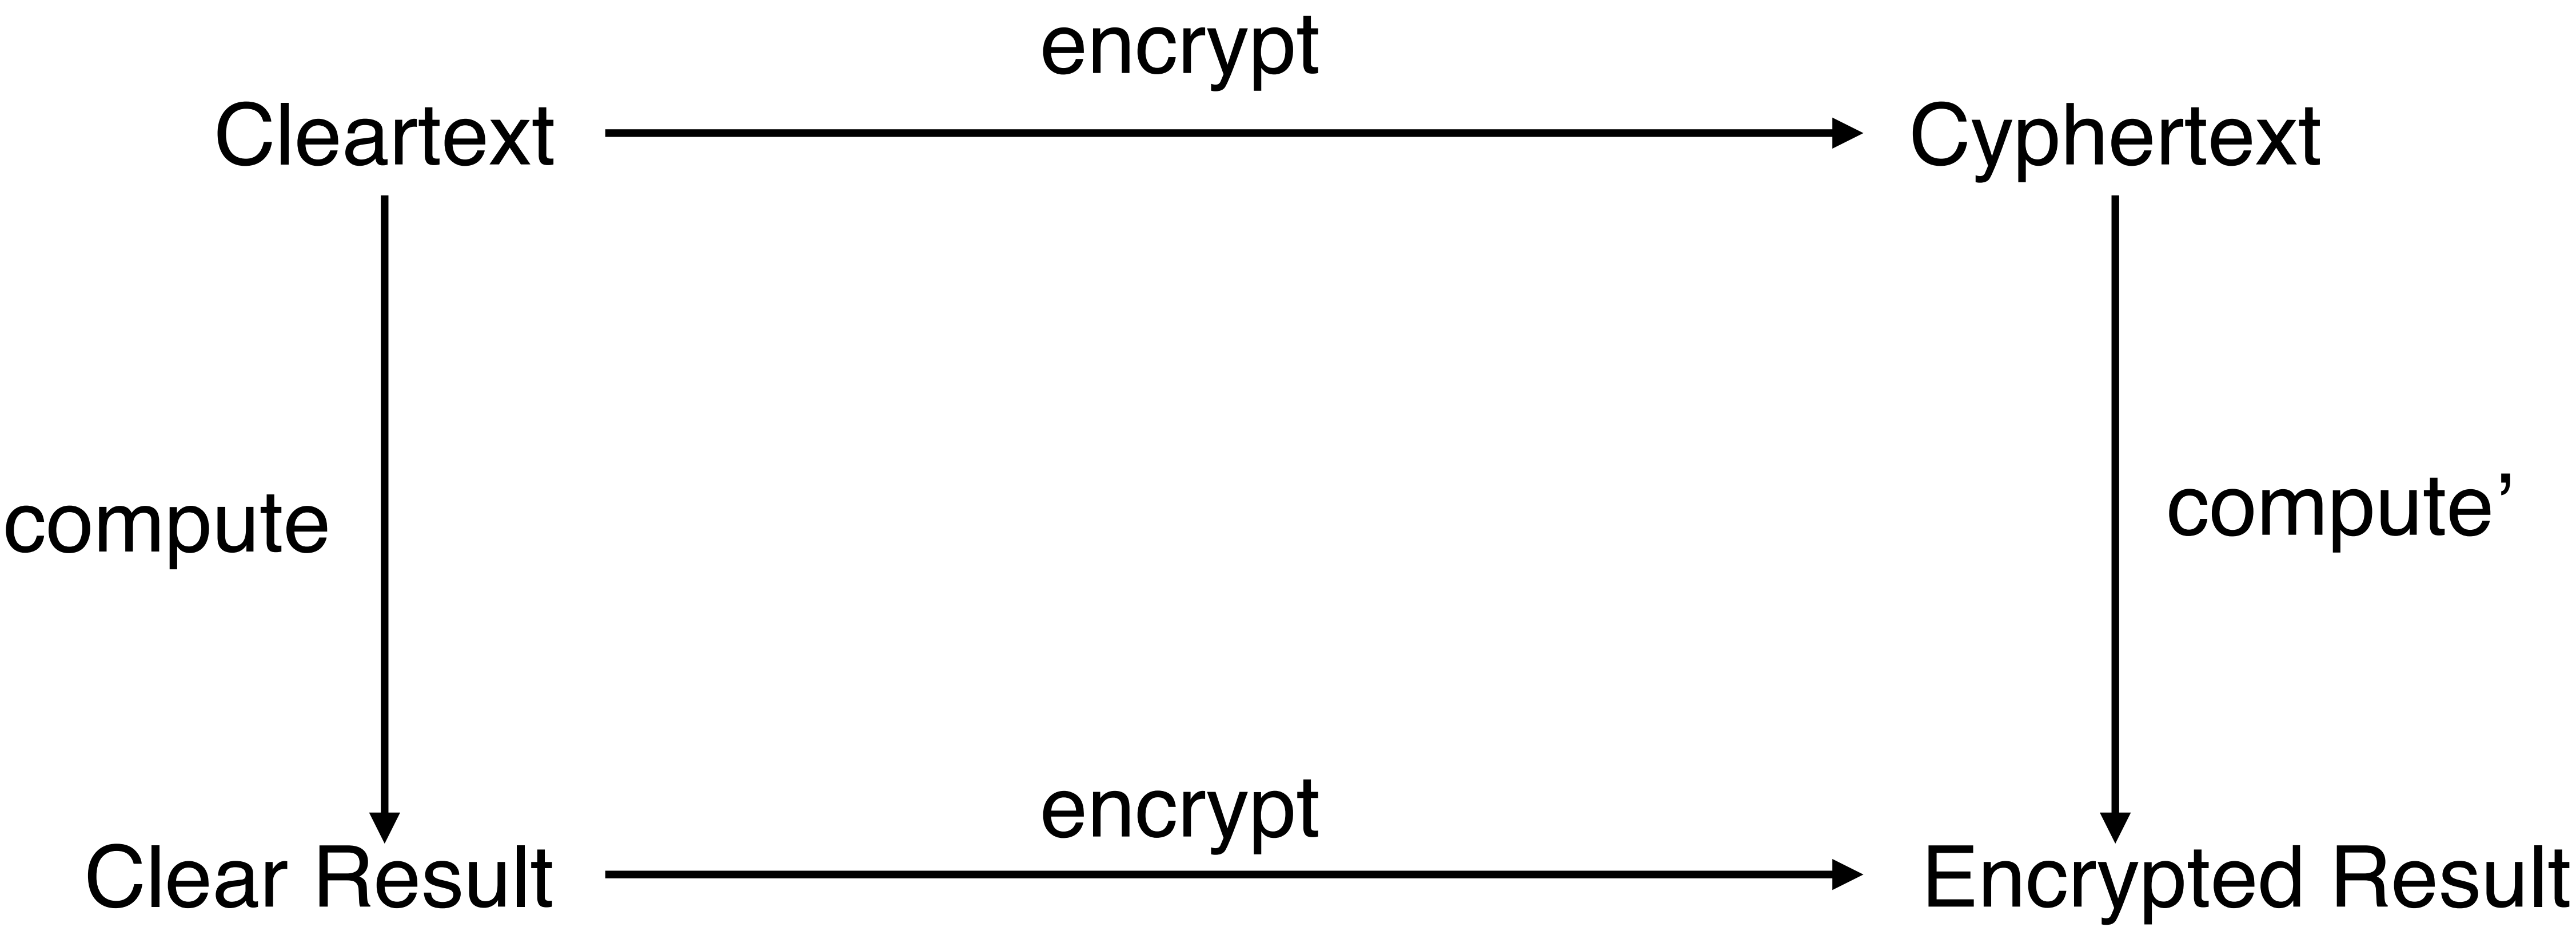 encrypt
Cleartext
Cyphertext
compute
compute’
encrypt
Clear Result
Encrypted Result